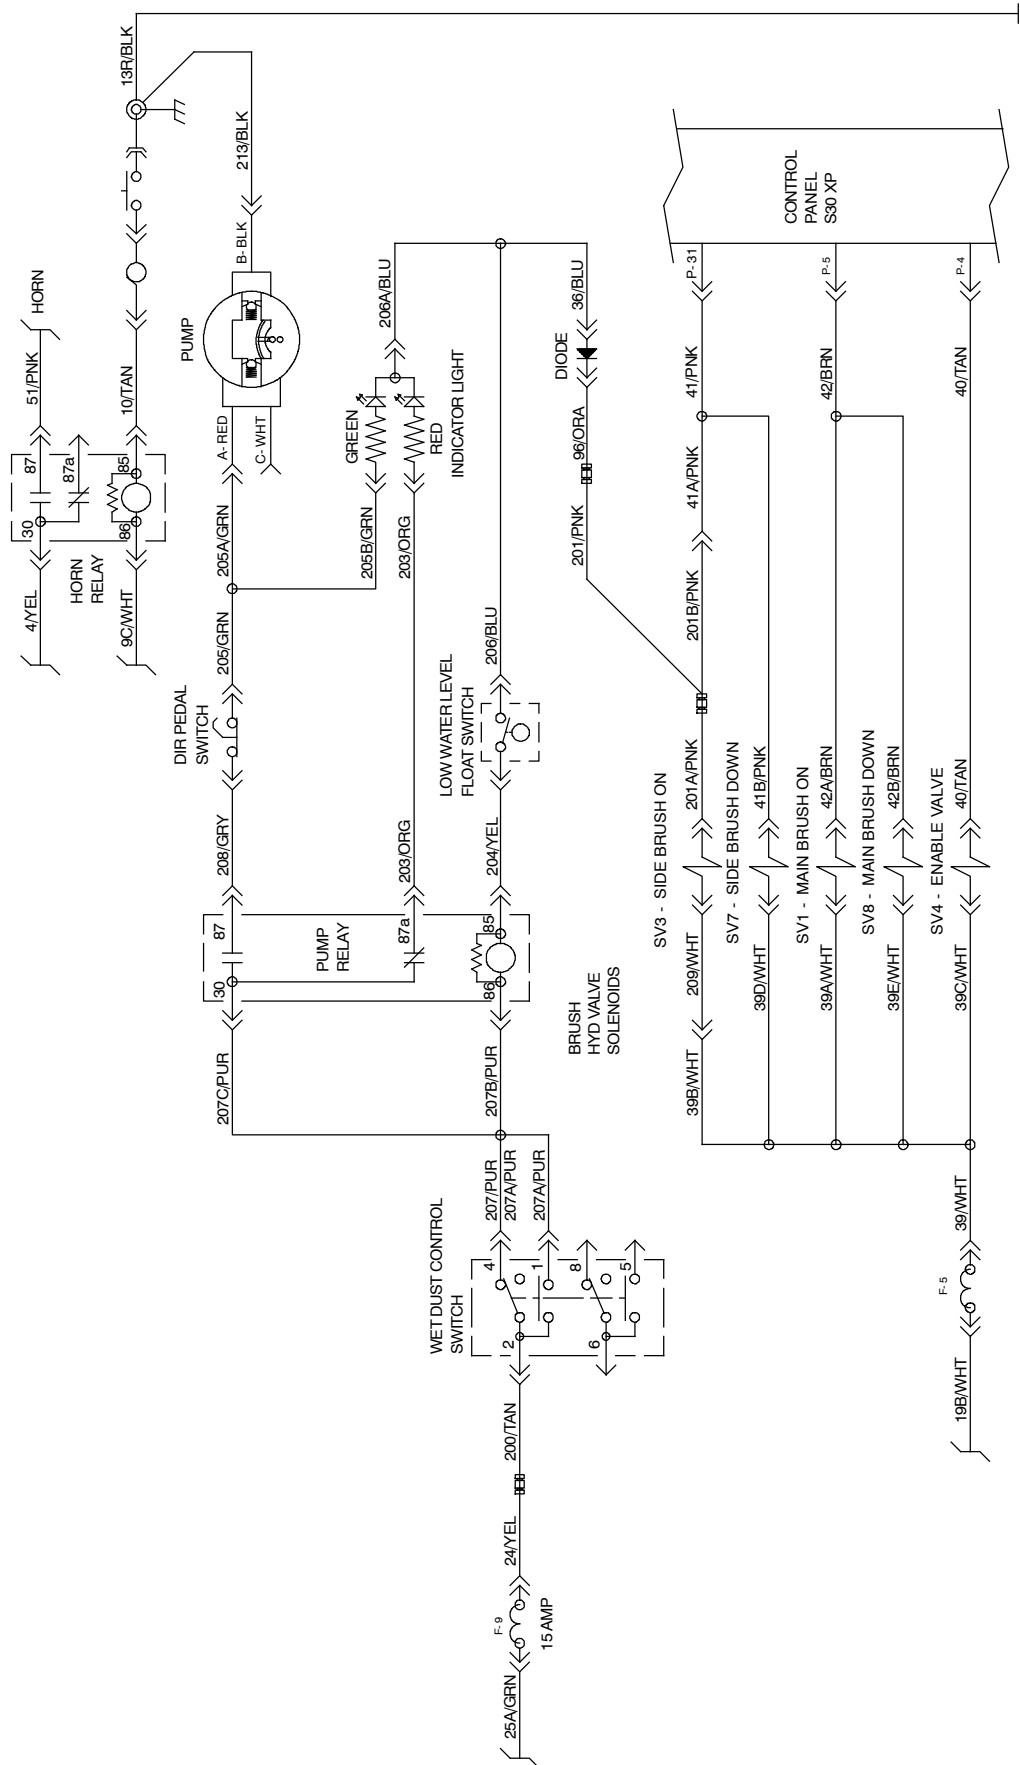 13R/BLK
213/BLK
B-BLK
HORN
51/PNK
10/TAN
87
87a
85
30
86
HORN
RELAY
4/YEL
9C/WHT
PUMP
A-RED
C-WHT
205A/GRN
205/GRN
205B/GRN
203/ORG
GREEN
RED
INDICATOR LIGHT
206A/BLU
DIR PEDAL
SWITCH
208/GRY
203/ORG
LOW WATER LEVEL
FLOAT SWITCH
206/BLU
204/YEL
36/BLU
DIODE
96/ORA
201/PNK
PUMP
RELAY
87
87a
85
30
86
207C/PUR
207B/PUR
207/PUR
207A/PUR
207A/PUR
WET DUST CONTROL
SWITCH
4
1
8
5
2
6
200/TAN
24/YEL
F-9
15 AMP
25A/GRN
CONTROL
PANEL
S30 XP
P-31
P-5
P-4
41/PNK
42/BRN
40/TAN
41A/PNK
201B/PNK
BRUSH
HYD VALVE
SOLENOIDS
SV3 - SIDE BRUSH ON
201A/PNK
209/WHT
39B/WHT
SV7 - SIDE BRUSH DOWN
41B/PNK
39D/WHT
SV1 - MAIN BRUSH ON
42A/BRN
39A/WHT
SV8 - MAIN BRUSH DOWN
42B/BRN
39E/WHT
SV4 - ENABLE VALVE
40/TAN
39C/WHT
39/WHT
F-5
19B/WHT